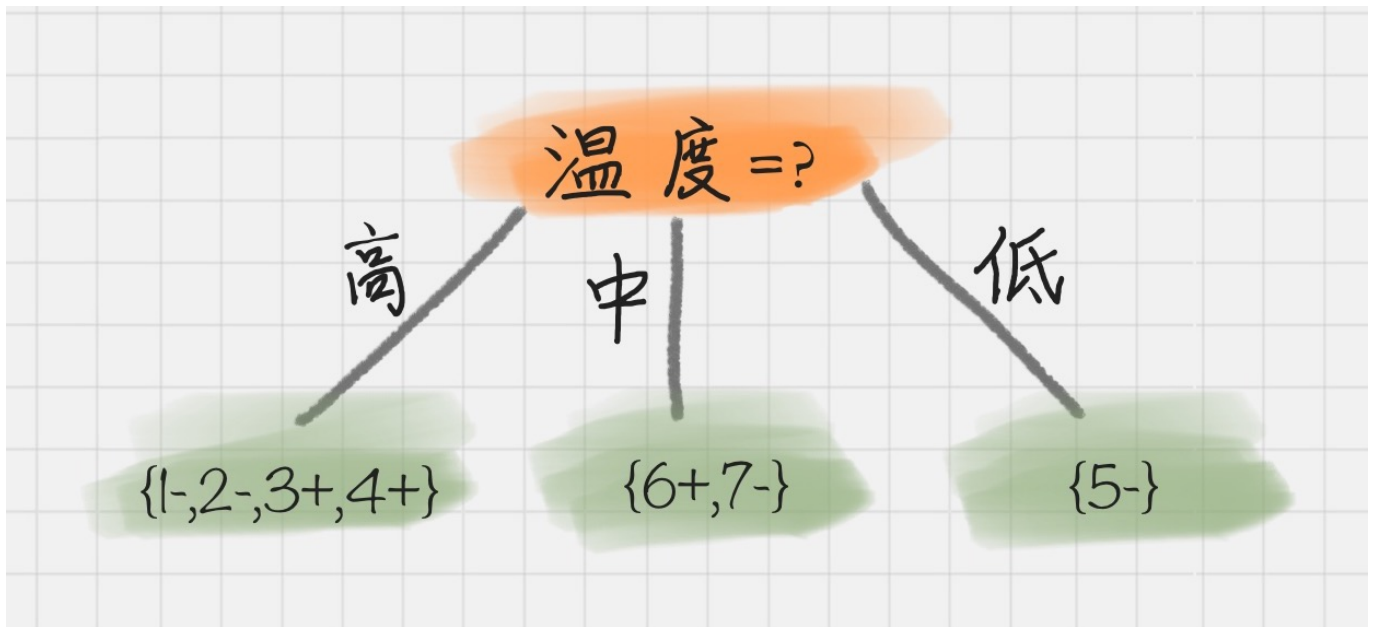 温度=?
高
中
低
{1-,2-,3+,4+}
{6+,7-}
{5-}